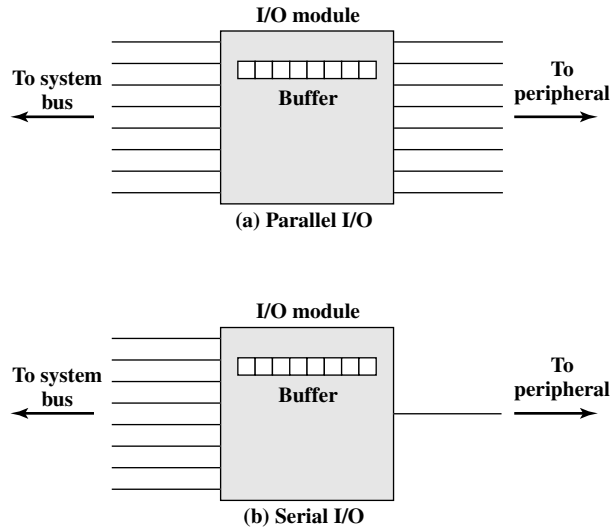 I/O module
To system
bus
Buffer
To
peripheral
(a) Parallel I/O
I/O module
To system
bus
Buffer
To
peripheral
(b) Serial I/O